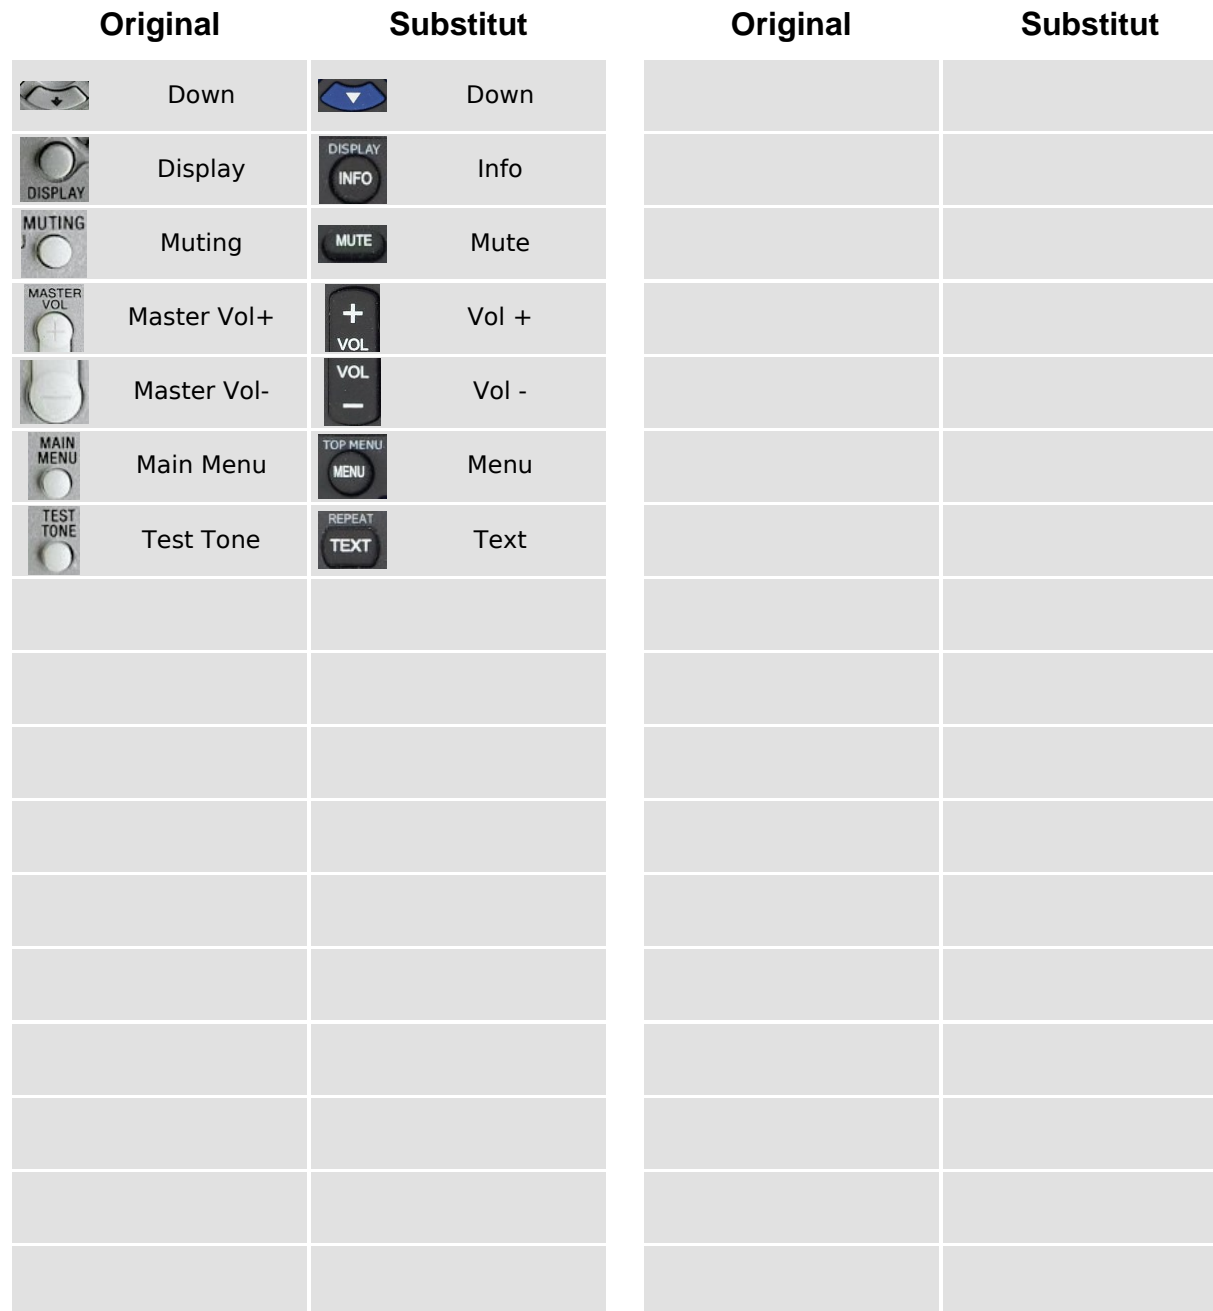 Original Substitut Original Substitut
Down Down
DISPLAY Display DISPLAY INFO Info
MUTING Muting MUTE Mute
MASTER VOL Master Vol+ + VOL Vol +
Master Vol- VOL – Vol -
MAIN MENU Main Menu TOP MENU MENU Menu
TEST TONE Test Tone REPEAT TEXT Text